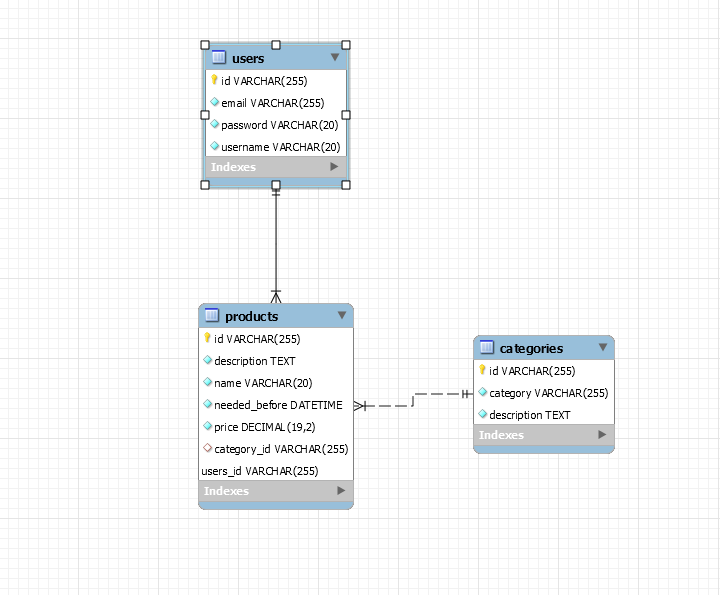 users
id VARCHAR(255)
email VARCHAR(255)
password VARCHAR(20)
username VARCHAR(20)
Indexes
products
id VARCHAR(255)
description TEXT
name VARCHAR(20)
needed_before DATETIME
price DECIMAL(19,2)
category_id VARCHAR(255)
users_id VARCHAR(255)
Indexes
categories
id VARCHAR(255)
category VARCHAR(255)
description TEXT
Indexes